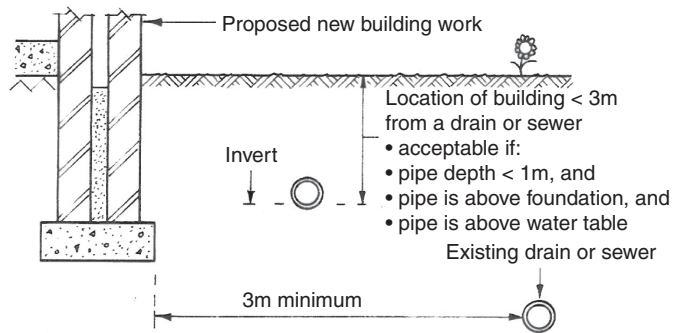 Proposed new building work
Location of building < 3m
from a drain or sewer
• acceptable if:
• pipe depth < 1m, and
• pipe is above foundation, and
• pipe is above water table
Invert
Existing drain or sewer
3m minimum